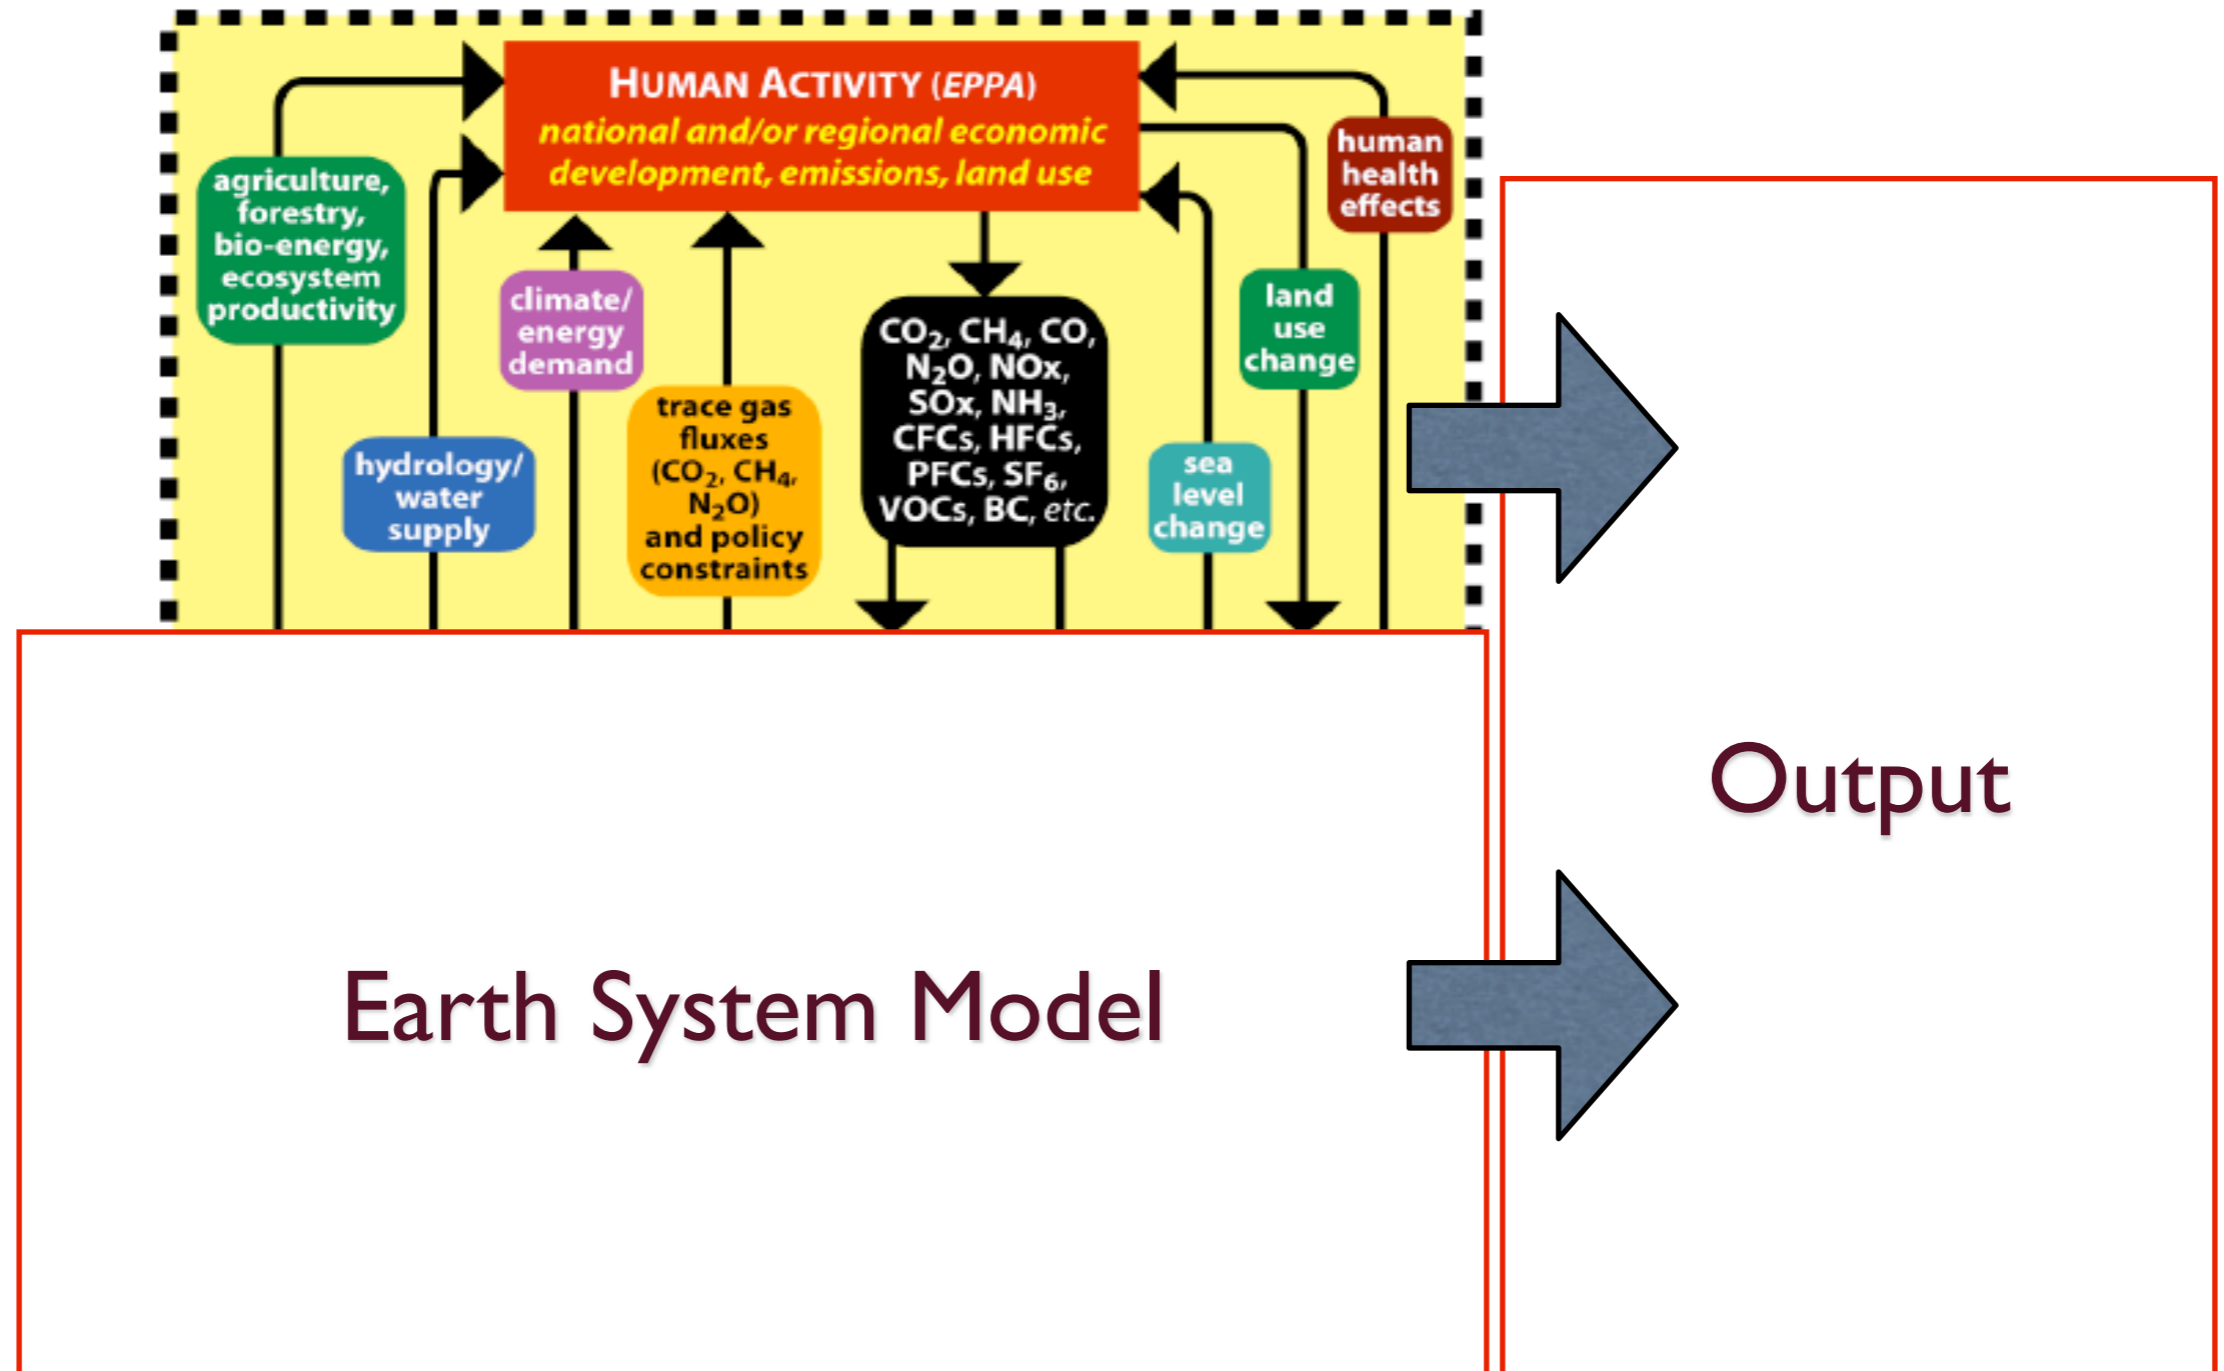 HUMAN ACTIVITY (EPPA)
national and/or regional economic
development, emissions, land use
agriculture,
forestry,
bio-energy,
ecosystem
productivity
hydrology/
water
supply
climate/
energy
demand
trace gas
fluxes
(CO₂, CH₄,
N₂O)
and policy
constraints
CO₂, CH₄, CO,
N₂O, NOx,
SOx, NH₃,
CFCs, HFCs,
PFCs, SF₆,
VOCs, BC, etc.
sea
level
change
land
use
change
human
health
effects
Output
Earth System Model